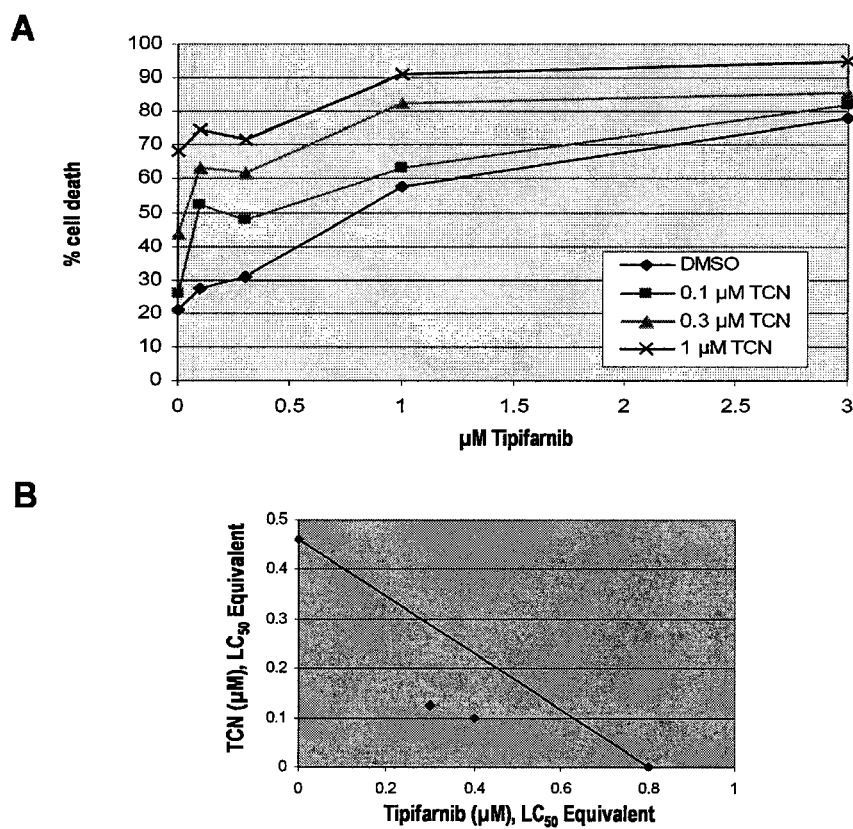 A
100
90
80
70
60
50
40
30
20
10
0
% cell death
DMSO
0.1 µM TCN
0.3 µM TCN
1 µM TCN
0 0.5 1 1.5 2 2.5 3
µM Tipifarnib
B
0.5
0.4
0.3
0.2
0.1
0
TCN (µM), LC50 Equivalent
0 0.2 0.4 0.6 0.8 1
Tipifarnib (µM), LC50 Equivalent